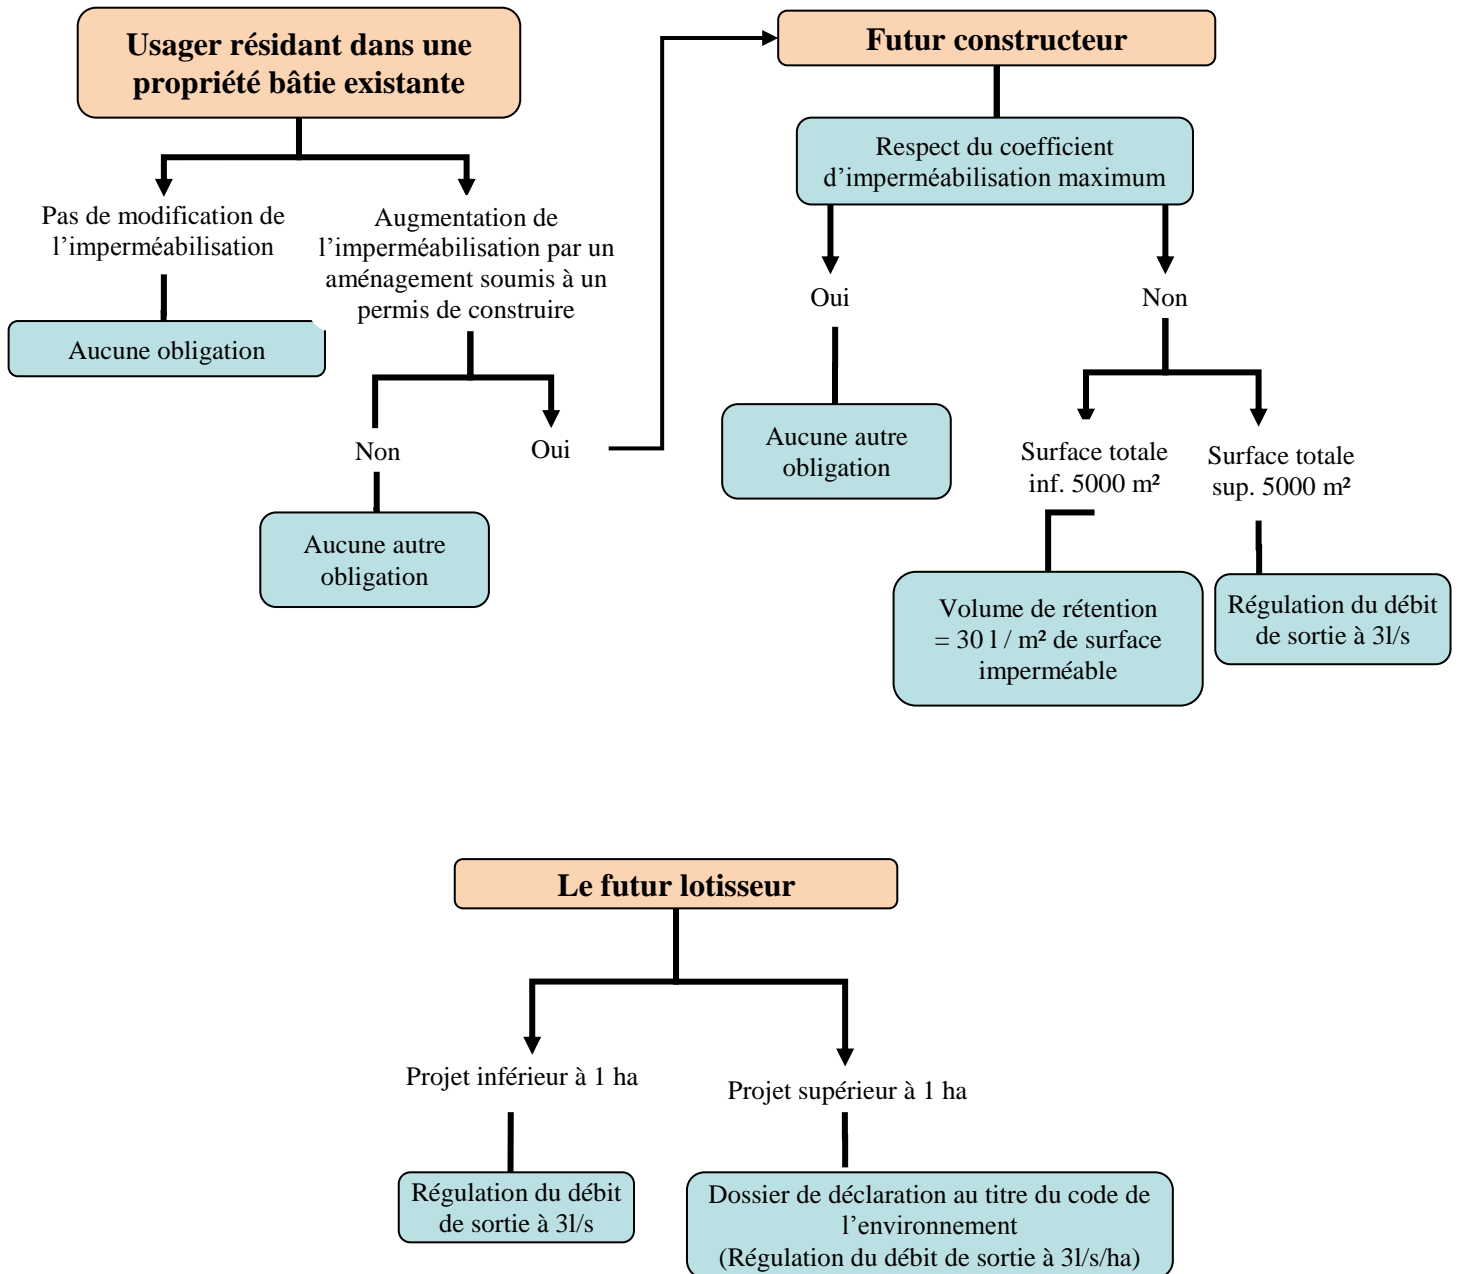 Usager résidant dans une
propriété bâtie existante
Pas de modification de
l’imperméabilisation
Aucune obligation
Augmentation de
l’imperméabilisation par un
aménagement soumis à un
permis de construire
Non
Oui
Aucune autre
obligation
Futur constructeur
Respect du coefficient
d’imperméabilisation maximum
Oui
Non
Aucune autre
obligation
Surface totale
inf. 5000 m²
Surface totale
sup. 5000 m²
Volume de rétention
= 30 l / m² de surface
imperméable
Régulation du débit
de sortie à 3l/s
Le futur lotisseur
Projet inférieur à 1 ha
Projet supérieur à 1 ha
Régulation du débit
de sortie à 3l/s
Dossier de déclaration au titre du code de
l’environnement
(Régulation du débit de sortie à 3l/s/ha)